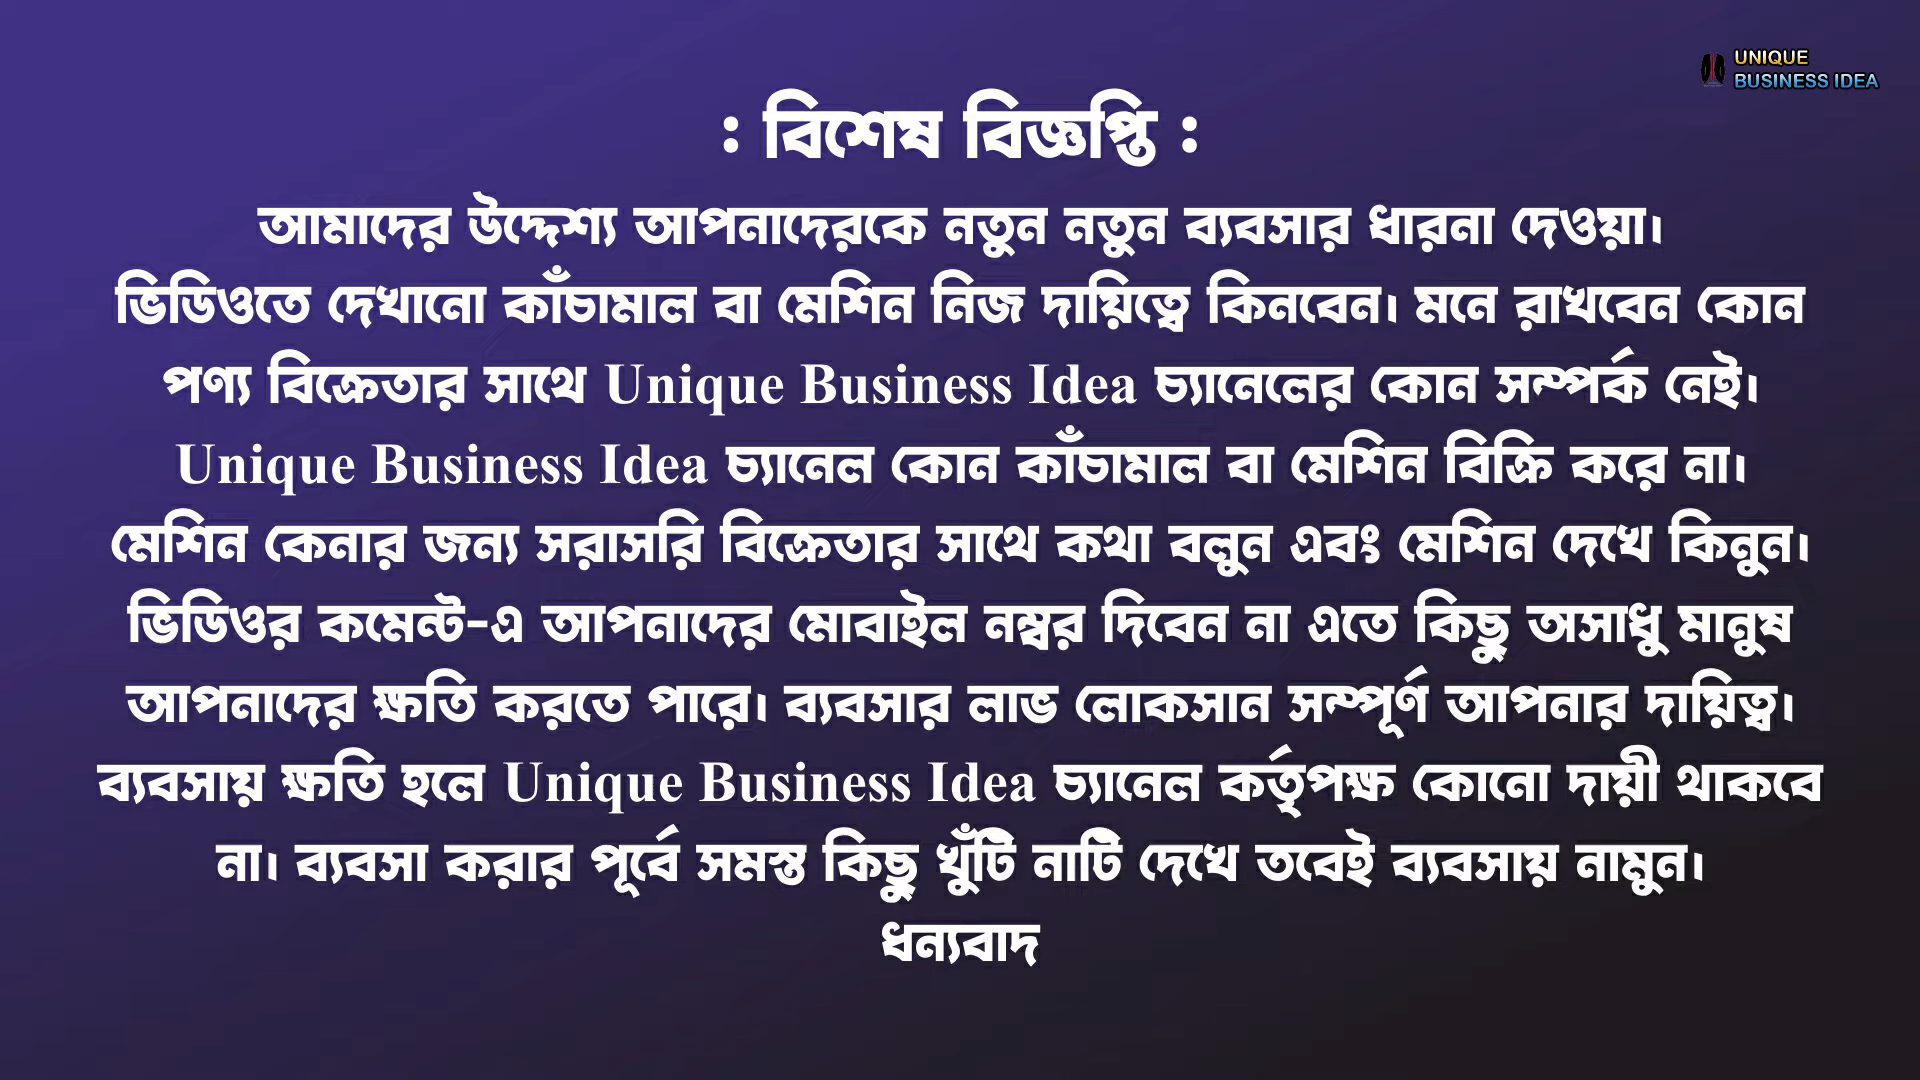 UNIQUE
BUSINESS IDEA
: বিশেষ বিজ্ঞপ্তি :
আমাদের উদ্দেশ্য আপনাদেরকে নতুন নতুন ব্যবসার ধারনা দেওয়া।
ভিডিওতে দেখানো কাঁচামাল বা মেশিন নিজ দায়িত্বে কিনবেন। মনে রাখবেন কোন
পণ্য বিক্রেতার সাথে Unique Business Idea চ্যানেলের কোন সম্পর্ক নেই।
Unique Business Idea চ্যানেল কোন কাঁচামাল বা মেশিন বিক্রি করে না।
মেশিন কেনার জন্য সরাসরি বিক্রেতার সাথে কথা বলুন এবং মেশিন দেখে কিনুন।
ভিডিওর কমেন্ট-এ আপনাদের মোবাইল নম্বর দিবেন না এতে কিছু অসাধু মানুষ
আপনাদের ক্ষতি করতে পারে। ব্যবসার লাভ লোকসান সম্পূর্ণ আপনার দায়িত্ব।
ব্যবসায় ক্ষতি হলে Unique Business Idea চ্যানেল কর্তৃপক্ষ কোনো দায়ী থাকবে
না। ব্যবসা করার পূর্বে সমস্ত কিছু খুঁটি নাটি দেখে তবেই ব্যবসায় নামুন।
ধন্যবাদ